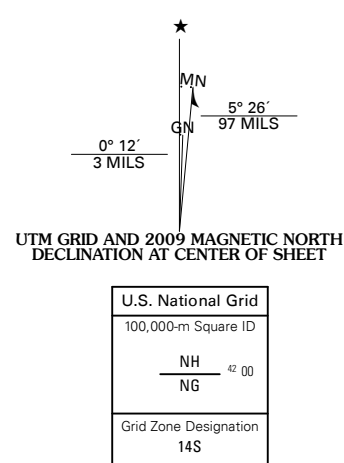 ★
MN
5° 26´
97 MILS
GN
0° 12´
3 MILS
UTM GRID AND 2009 MAGNETIC NORTH
DECLINATION AT CENTER OF SHEET
U.S. National Grid
100,000-m Square ID
NH
42 00
NG
Grid Zone Designation
14S